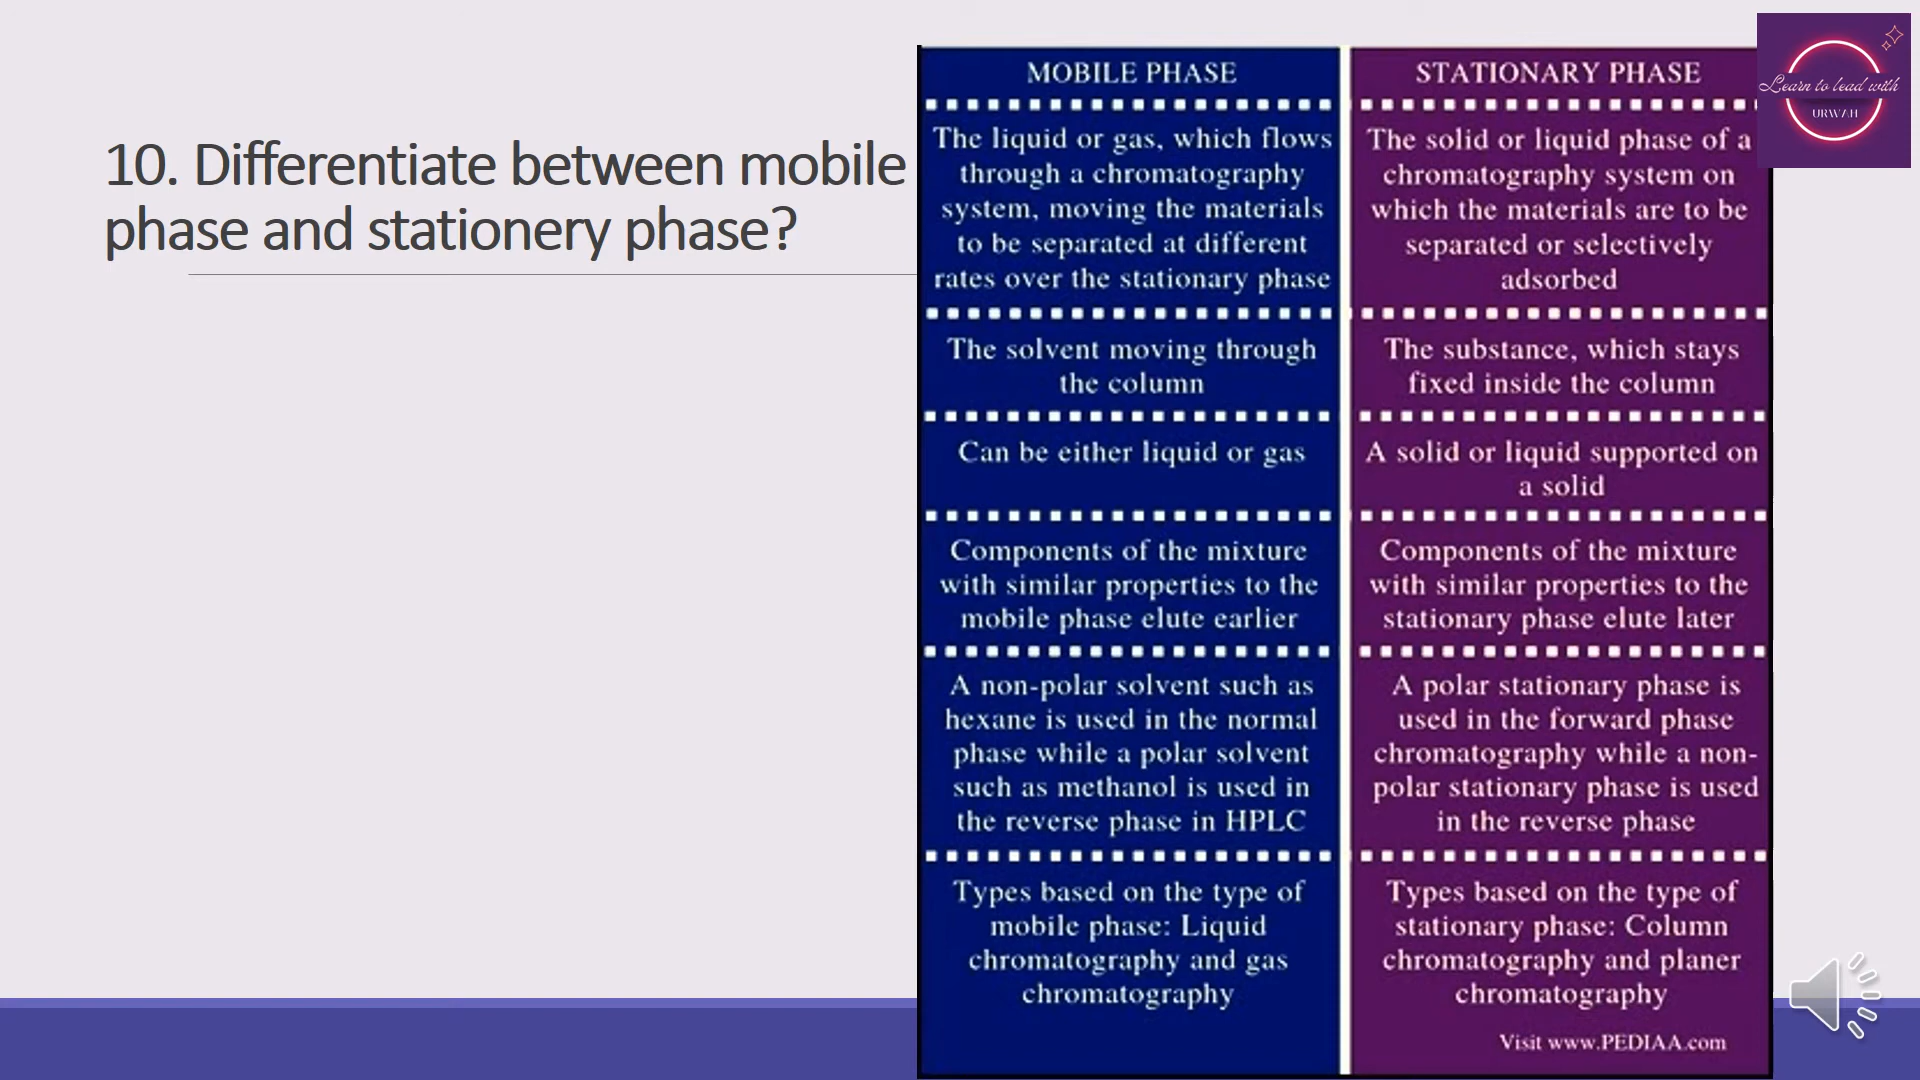 10. Differentiate between mobile
phase and stationery phase?
MOBILE PHASE
The liquid or gas, which flows
through a chromatography
system, moving the materials
to be separated at different
rates over the stationary phase
The solvent moving through
the column
Can be either liquid or gas
Components of the mixture
with similar properties to the
mobile phase elute earlier
A non-polar solvent such as
hexane is used in the normal
phase while a polar solvent
such as methanol is used in
the reverse phase in HPLC
Types based on the type of
mobile phase: Liquid
chromatography and gas
chromatography
STATIONARY PHASE
The solid or liquid phase of a
chromatography system on
which the materials are to be
separated or selectively
adsorbed
The substance, which stays
fixed inside the column
A solid or liquid supported on
a solid
Components of the mixture
with similar properties to the
stationary phase elute later
A polar stationary phase is
used in the forward phase
chromatography while a non-
polar stationary phase is used
in the reverse phase
Types based on the type of
stationary phase: Column
chromatography and planer
chromatography
Visit www.PEDIAA.com
Learn to lead with
URWAH